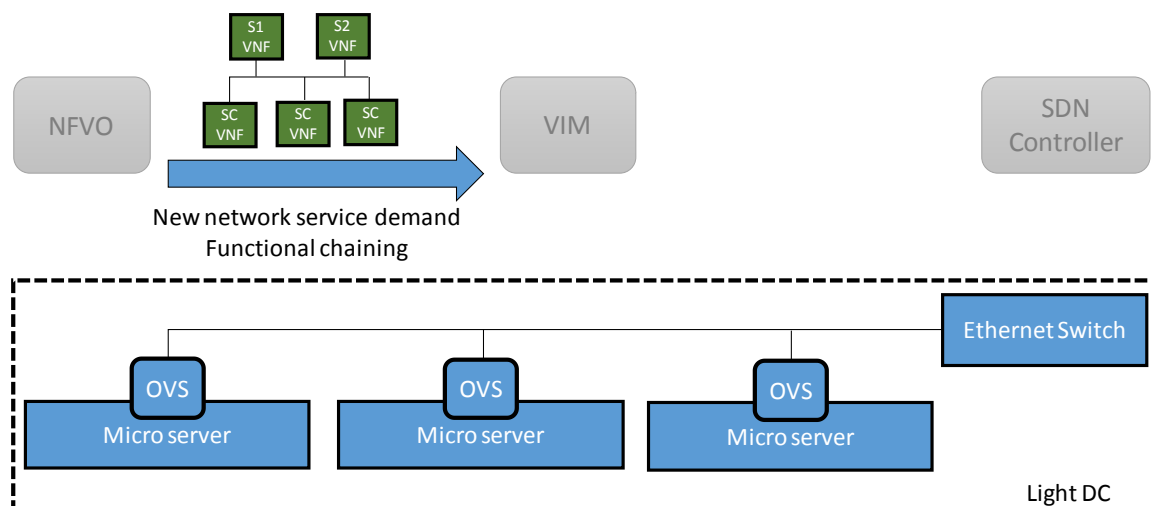 S1
VNF
S2
VNF
NFVO
SC
VNF
SC
VNF
SC
VNF
VIM
SDN
Controller
New network service demand
Functional chaining
Ethernet Switch
OVS
OVS
OVS
Micro server
Micro server
Micro server
Light DC